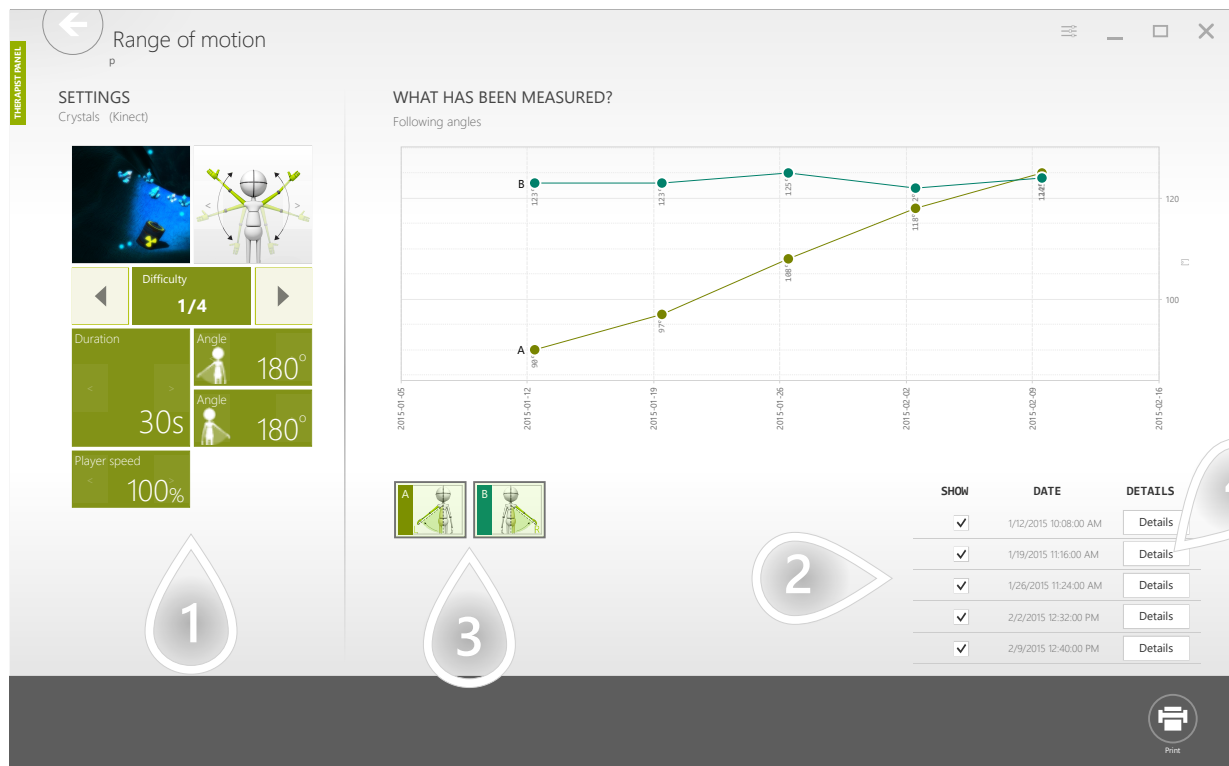 Range of motion
p
THERAPIST PANEL
SETTINGS
Crystals (Kinect)
Difficulty
1/4
Duration
30s
Angle
180°
Angle
180°
Player speed
100%
WHAT HAS BEEN MEASURED?
Following angles
B
123°
123°
125°
A
90°
97°
108°
118°
120
100
[°]
2015-01-05
2015-01-12
2015-01-19
2015-01-26
2015-02-02
2015-02-09
2015-02-16
A
B
SHOW DATE DETAILS
1/12/2015 10:08:00 AM Details
1/19/2015 11:16:00 AM Details
1/26/2015 11:24:00 AM Details
2/2/2015 12:32:00 PM Details
2/9/2015 12:40:00 PM Details
1
2
3
Print